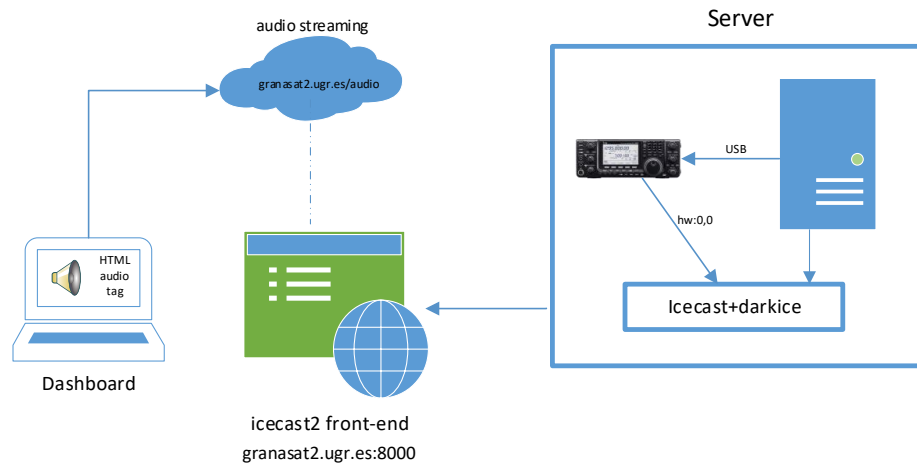 audio streaming
granasat2.ugr.es/audio
Server
USB
hw:0,0
Icecast+darkice
HTML
audio
tag
Dashboard
icecast2 front-end
granasat2.ugr.es:8000